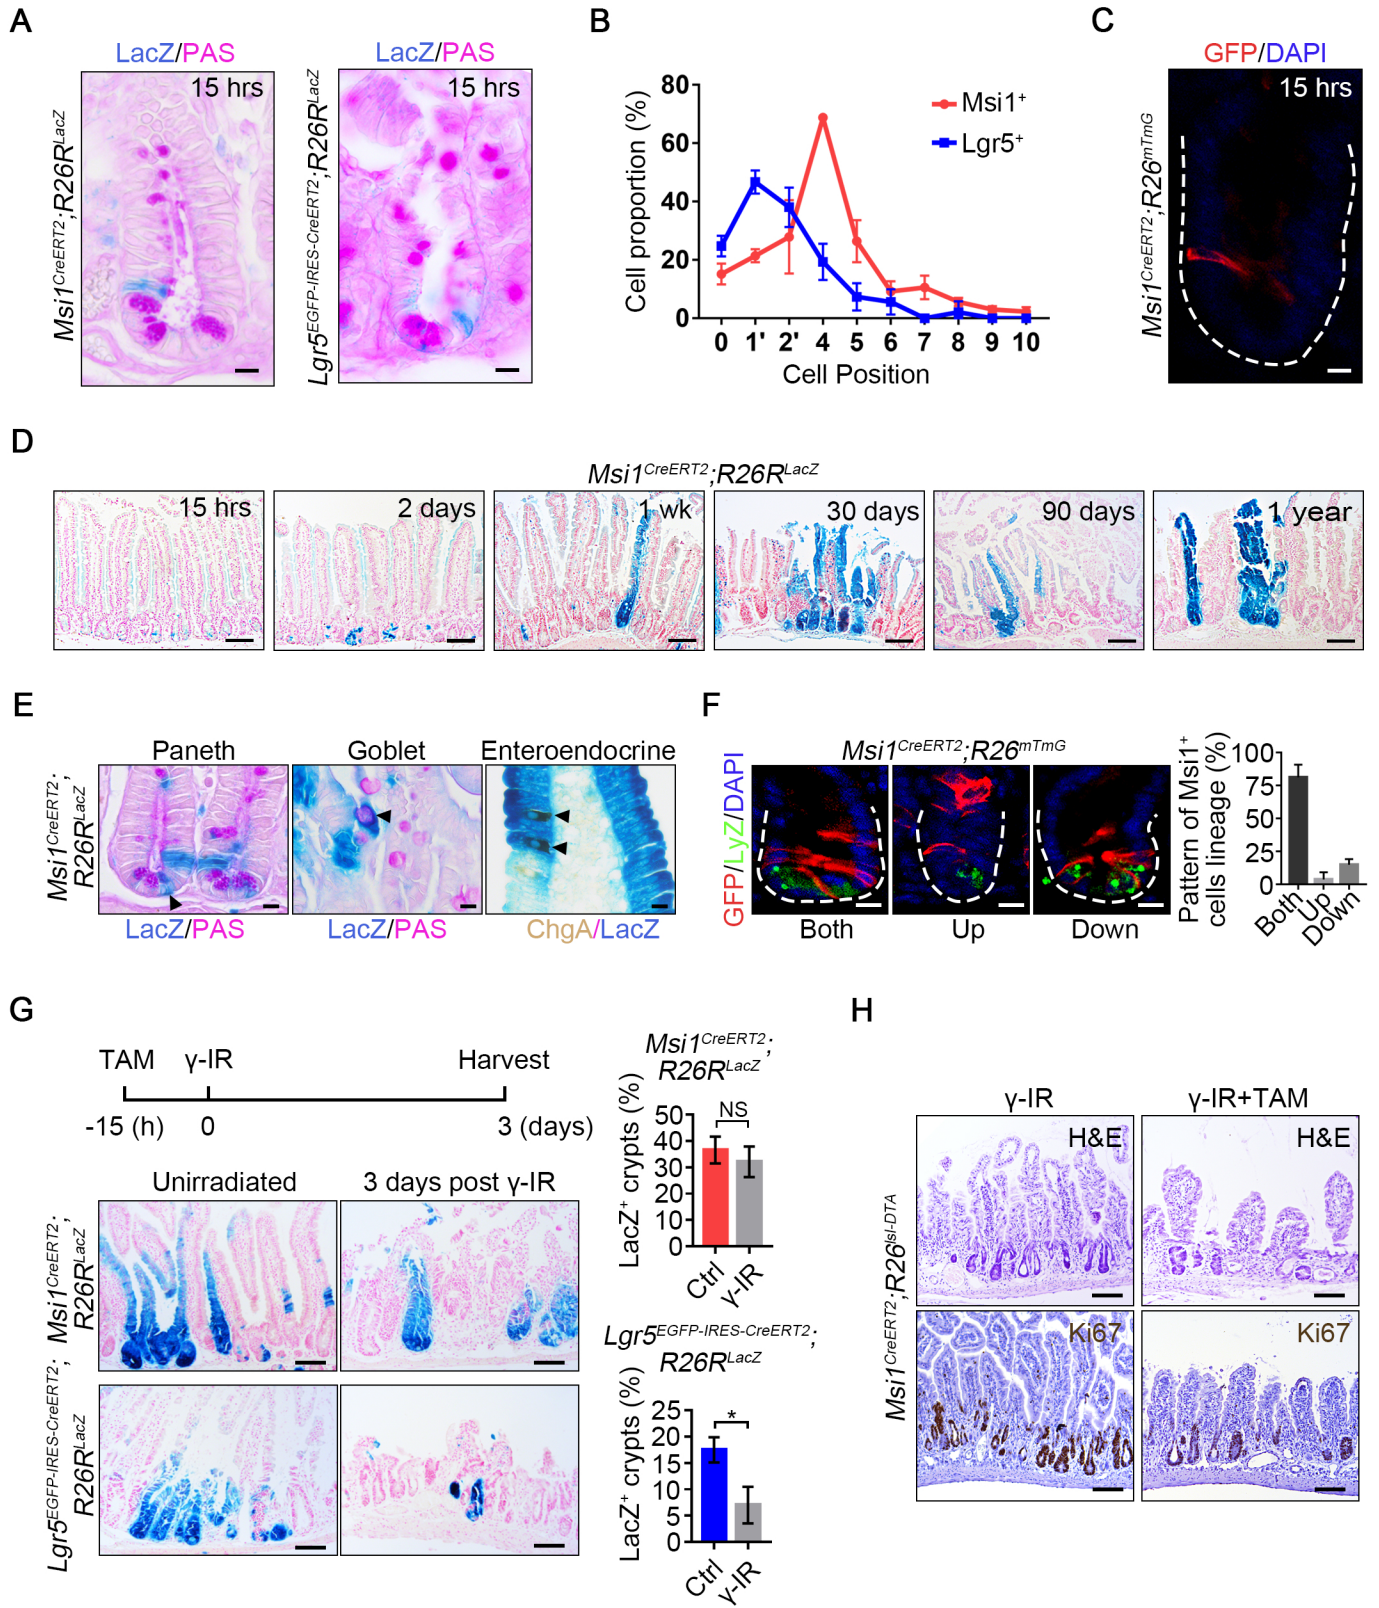 A
LacZ/PAS
15 hrs
Msi1CreERT2;R26RLacZ
LacZ/PAS
15 hrs
Lgr5EGFP-IRES-CreERT2;R26RLacZ
B
Cell proportion (%)
80
60
40
20
0
Msi1+
Lgr5+
0 1' 2' 4 5 6 7 8 9 10
Cell Position
C
GFP/DAPI
15 hrs
Msi1CreERT2;R26mTmG
D
Msi1CreERT2;R26RLacZ
15 hrs
2 days
1 wk
30 days
90 days
1 year
E
Paneth
Goblet
Enteroendocrine
Msi1CreERT2;
R26RLacZ
LacZ/PAS
LacZ/PAS
ChgA/LacZ
F
Msi1CreERT2;R26mTmG
GFP/LyZ/DAPI
Both
Up
Down
Pattern of Msi1+
cells lineage (%)
100
75
50
25
0
Both
Up
Down
G
TAM γ-IR Harvest
-15 (h) 0 3 (days)
Unirradiated
3 days post γ-IR
Msi1CreERT2;
R26RLacZ
Lgr5EGFP-IRES-CreERT2;
R26RLacZ
Msi1CreERT2;
R26RLacZ
LacZ+ crypts (%)
50
40
30
20
10
0
NS
Ctrl
γ-IR
Lgr5EGFP-IRES-CreERT2;
R26RLacZ
LacZ+ crypts (%)
25
20
15
10
5
0
*
Ctrl
γ-IR
H
γ-IR
γ-IR+TAM
Msi1CreERT2;R26lsl-DTA
H&E
H&E
Ki67
Ki67